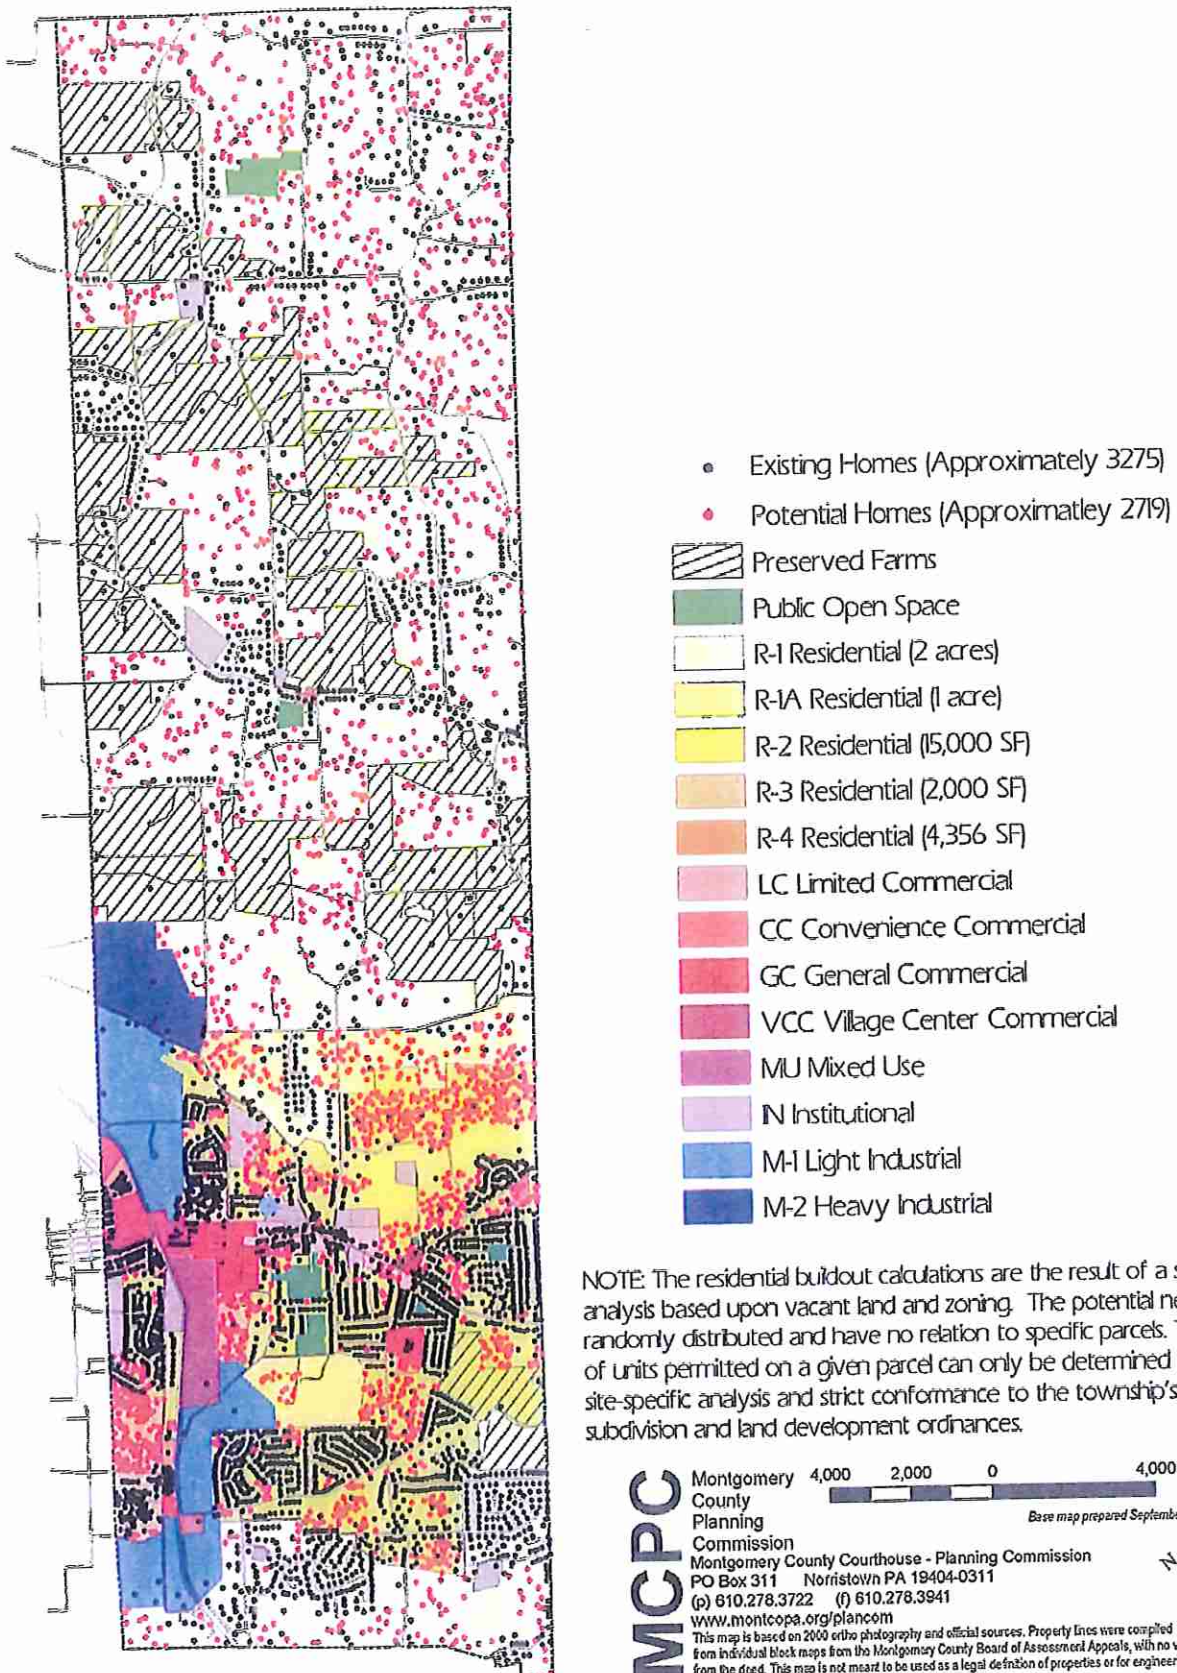 Existing Homes (Approximately 3275)
Potential Homes (Approximatley 2719)
Preserved Farms
Public Open Space
R-1 Residential (2 acres)
R-1A Residential (1 acre)
R-2 Residential (15,000 SF)
R-3 Residential (2,000 SF)
R-4 Residential (4,356 SF)
LC Limited Commercial
CC Convenience Commercial
GC General Commercial
VCC Village Center Commercial
MU Mixed Use
IN Institutional
M-1 Light Industrial
M-2 Heavy Industrial
NOTE: The residential buildout calculations are the result of a s
analysis based upon vacant land and zoning. The potential ne
randomly distributed and have no relation to specific parcels.
of units permitted on a given parcel can only be determined
site-specific analysis and strict conformance to the township's
subdivision and land development ordinances.
MCPC
Montgomery
County
Planning
Commission
4,000 2,000 0 4,000
Base map prepared Septembe
N
Montgomery County Courthouse - Planning Commission
PO Box 311 Norristown PA 19404-0311
(p) 610.278.3722 (f) 610.278.3941
www.montcopa.org/plancom
This map is based on 2000 ortho photography and official sources. Property lines were compiled
from individual block maps from the Montgomery County Board of Assessment Appeals, with no v
from the deed. This map is not meant to be used as a legal definition of properties or for engineer